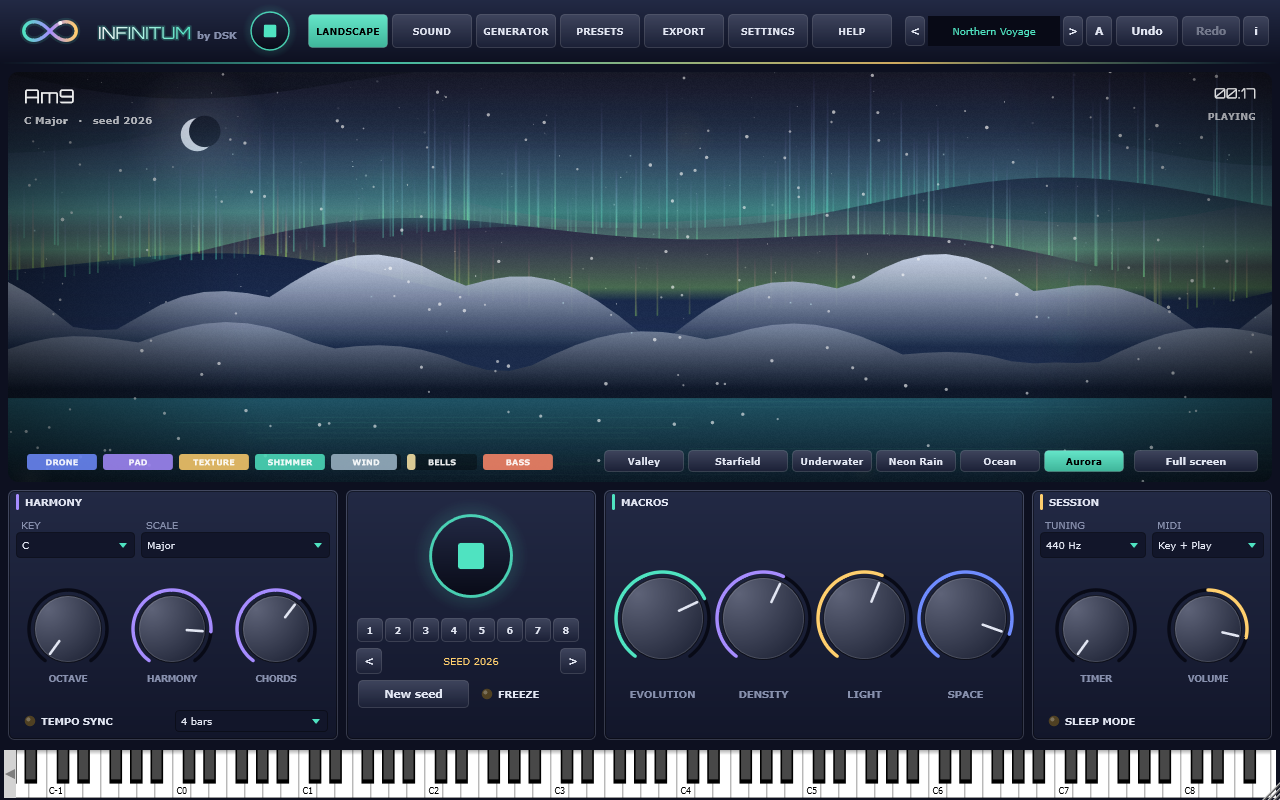 INFINITUM by DSK
LANDSCAPE SOUND GENERATOR PRESETS EXPORT SETTINGS HELP
< Northern Voyage > A Undo Redo i
Am9
C Major · seed 2026
00:17
PLAYING
DRONE PAD TEXTURE SHIMMER WIND BELLS BASS
Valley Starfield Underwater Neon Rain Ocean Aurora Full screen
HARMONY
KEY SCALE
C Major
OCTAVE HARMONY CHORDS
TEMPO SYNC 4 bars
1 2 3 4 5 6 7 8
< SEED 2026 >
New seed FREEZE
MACROS
EVOLUTION DENSITY LIGHT SPACE
SESSION
TUNING MIDI
440 Hz Key + Play
TIMER VOLUME
SLEEP MODE
C-1 C0 C1 C2 C3 C4 C5 C6 C7 C8